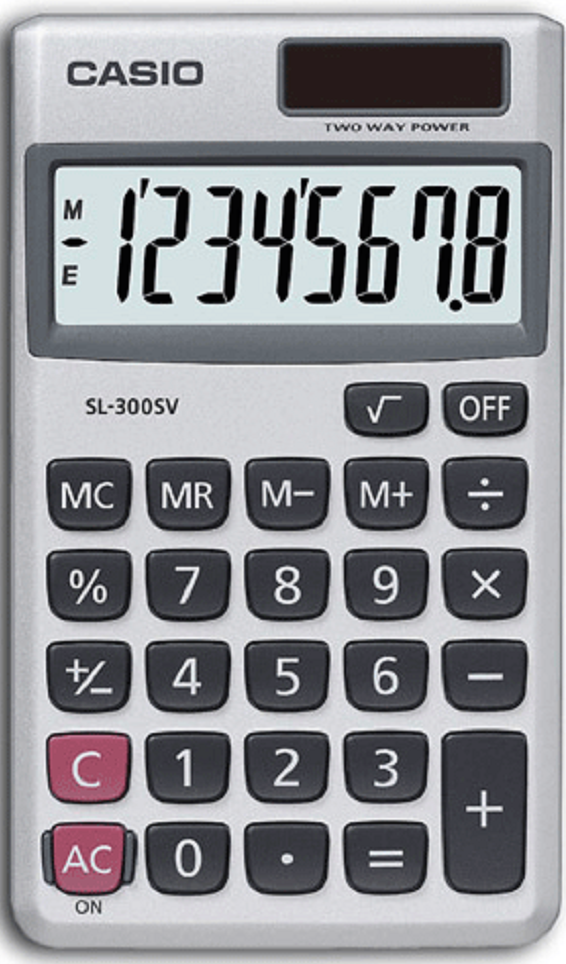 CASIO
TWO WAY POWER
M
-
E
1'234'567.8
SL-300SV
√ OFF
MC MR M− M+ ÷
% 7 8 9 ×
+/− 4 5 6 −
C 1 2 3
+
AC 0 · =
ON